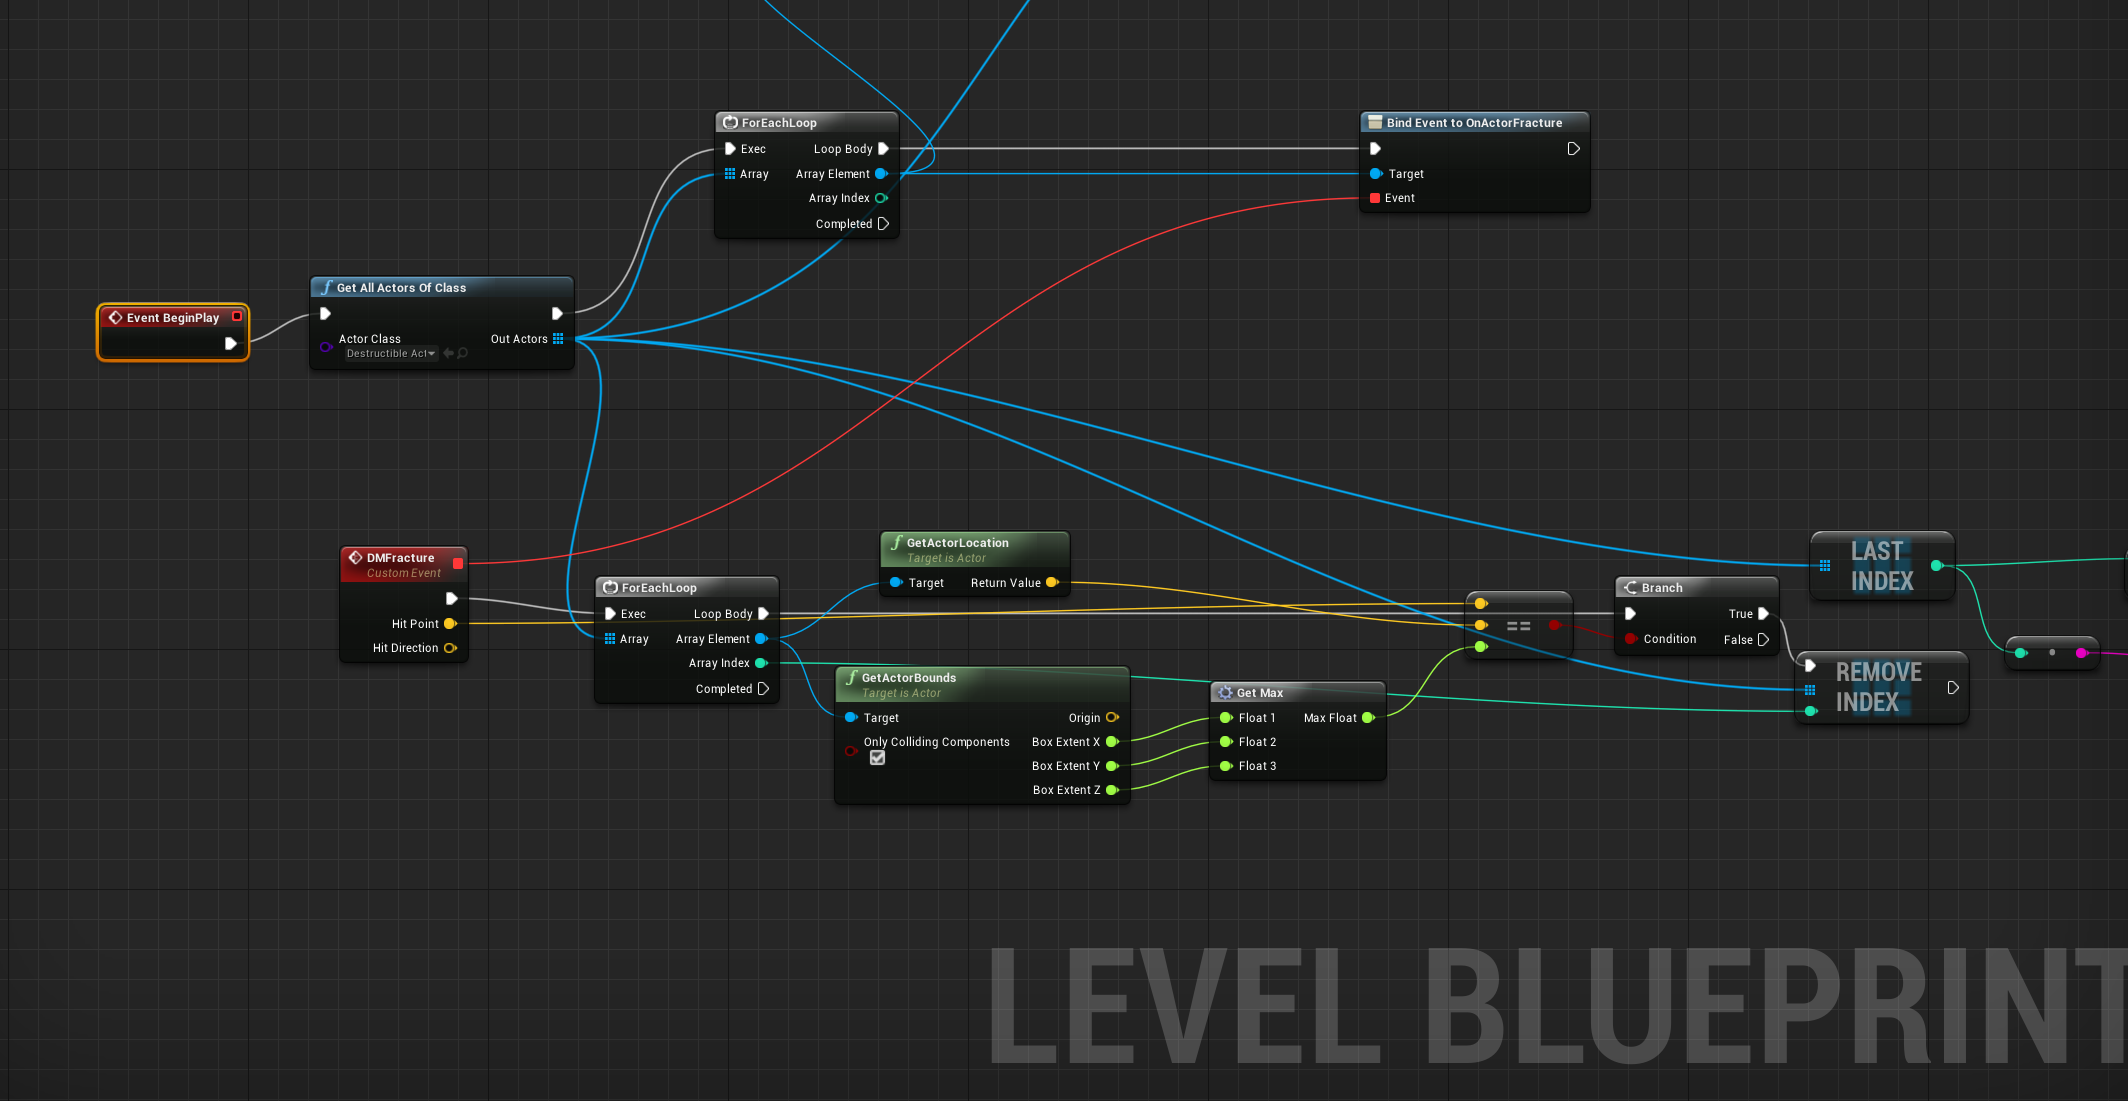 ForEachLoop
Exec
Loop Body
Array
Array Element
Array Index
Completed
Bind Event to OnActorFracture
Target
Event
Event BeginPlay
Get All Actors Of Class
Actor Class
Out Actors
Destructible Act
DMFracture
Custom Event
Hit Point
Hit Direction
ForEachLoop
Exec
Loop Body
Array
Array Element
Array Index
Completed
GetActorLocation
Target is Actor
Target
Return Value
GetActorBounds
Target is Actor
Target
Origin
Only Colliding Components
Box Extent X
Box Extent Y
Box Extent Z
Get Max
Float 1
Max Float
Float 2
Float 3
==
Branch
True
Condition
False
LAST
INDEX
REMOVE
INDEX
LEVEL BLUEPRINT